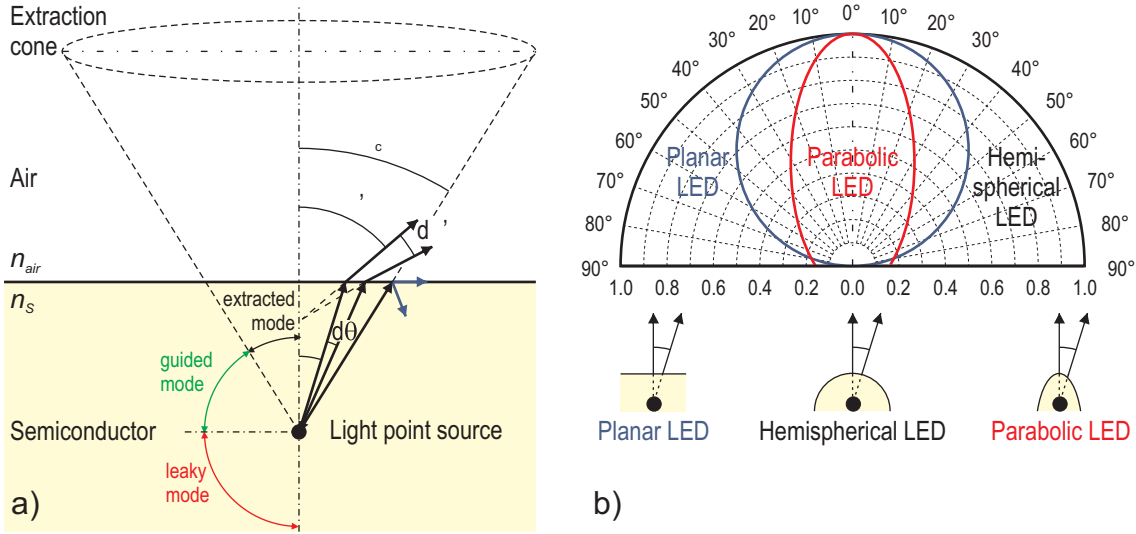 Extraction
cone
Air
c
'
d '
n_air
n_S
extracted
mode
dθ
guided
mode
Semiconductor
Light point source
leaky
mode
a)
0°
10° 10°
20° 20°
30° 30°
40° 40°
50° 50°
60° 60°
70° 70°
80° 80°
90° 90°
Planar
LED
Parabolic
LED
Hemi-
spherical
LED
1.0 0.8 0.6 0.4 0.2 0.0 0.2 0.4 0.6 0.8 1.0
Planar LED
Hemispherical LED
Parabolic LED
b)